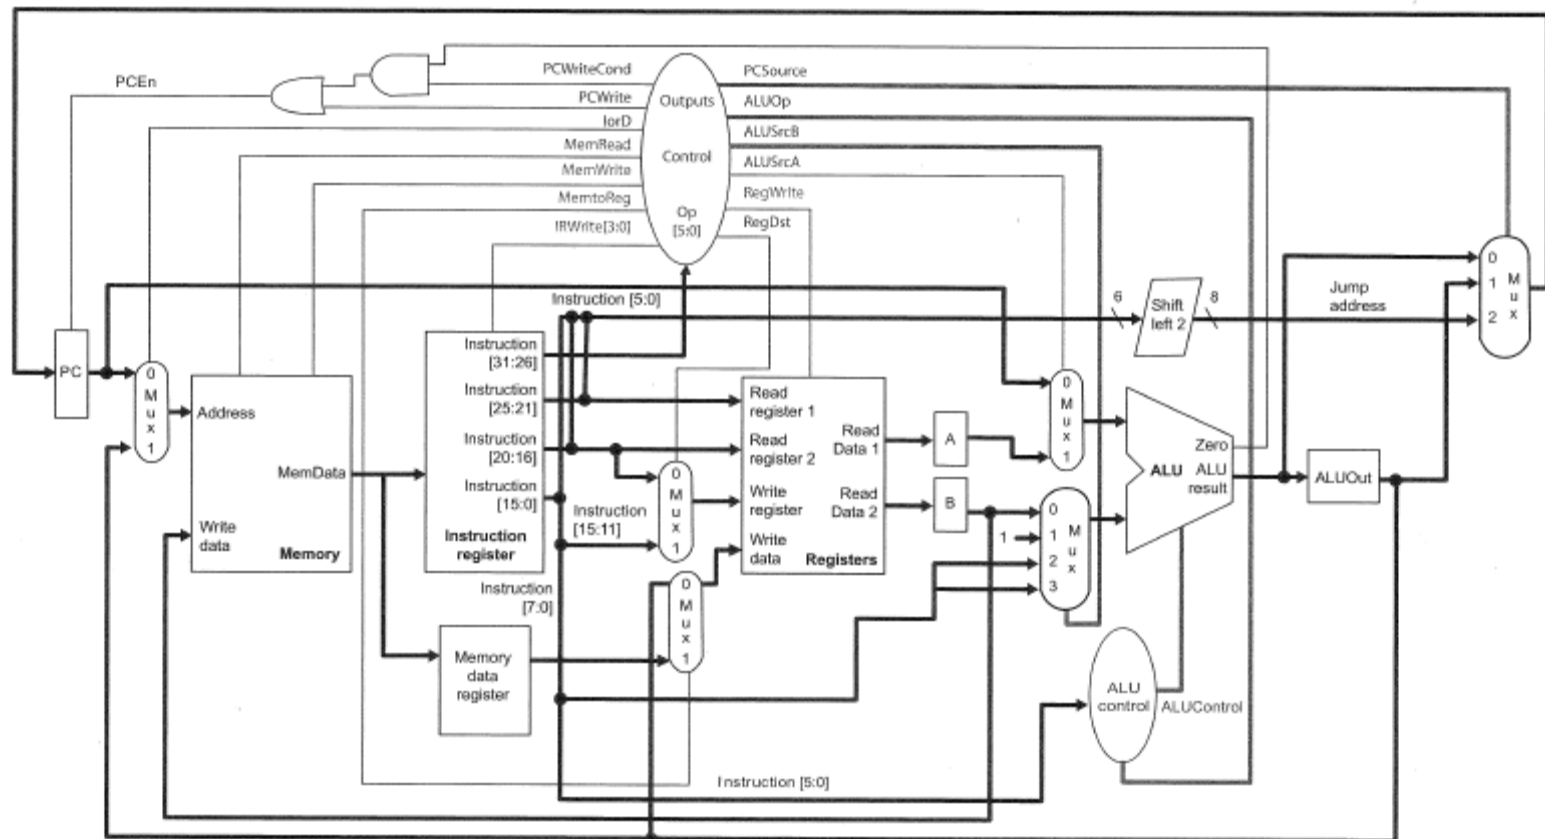 PCEn
PCWriteCond
PCWrite
IorD
MemRead
MemWrite
MemtoReg
IRWrite[3:0]
Outputs
Control
Op
[5:0]
PCSource
ALUOp
ALUSrcB
ALUSrcA
RegWrite
RegDst
PC
0
M
u
x
1
Address
MemData
Write
data
Memory
Instruction [5:0]
Instruction
[31:26]
Instruction
[25:21]
Instruction
[20:16]
Instruction
[15:0]
Instruction
register
Instruction
[15:11]
Instruction
[7:0]
Memory
data
register
0
M
u
x
1
0
M
u
x
1
Read
register 1
Read
register 2
Write
register
Write
data
Read
Data 1
Read
Data 2
Registers
A
B
0
M
u
x
1
0
1
1
2
3
M
u
x
6
Shift
left 2
8
Jump
address
Zero
ALU
ALU
result
ALUOut
0
1
2
M
u
x
ALU
control
ALUControl
Instruction [5:0]